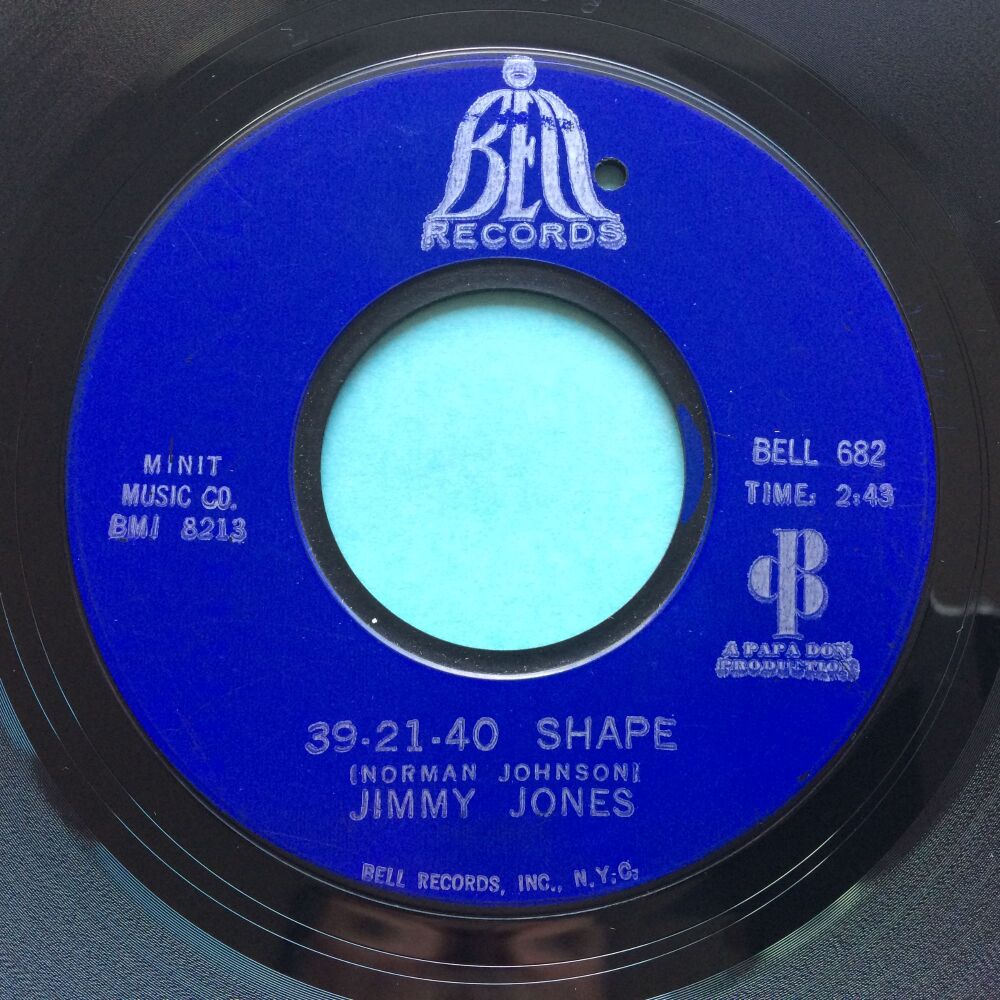 BELL
RECORDS
MINIT
MUSIC CO.
BMI 8213
BELL 682
TIME: 2:43
A PAPA DON
PRODUCTION
39-21-40 SHAPE
(NORMAN JOHNSON)
JIMMY JONES
BELL RECORDS, INC., N.Y.C.